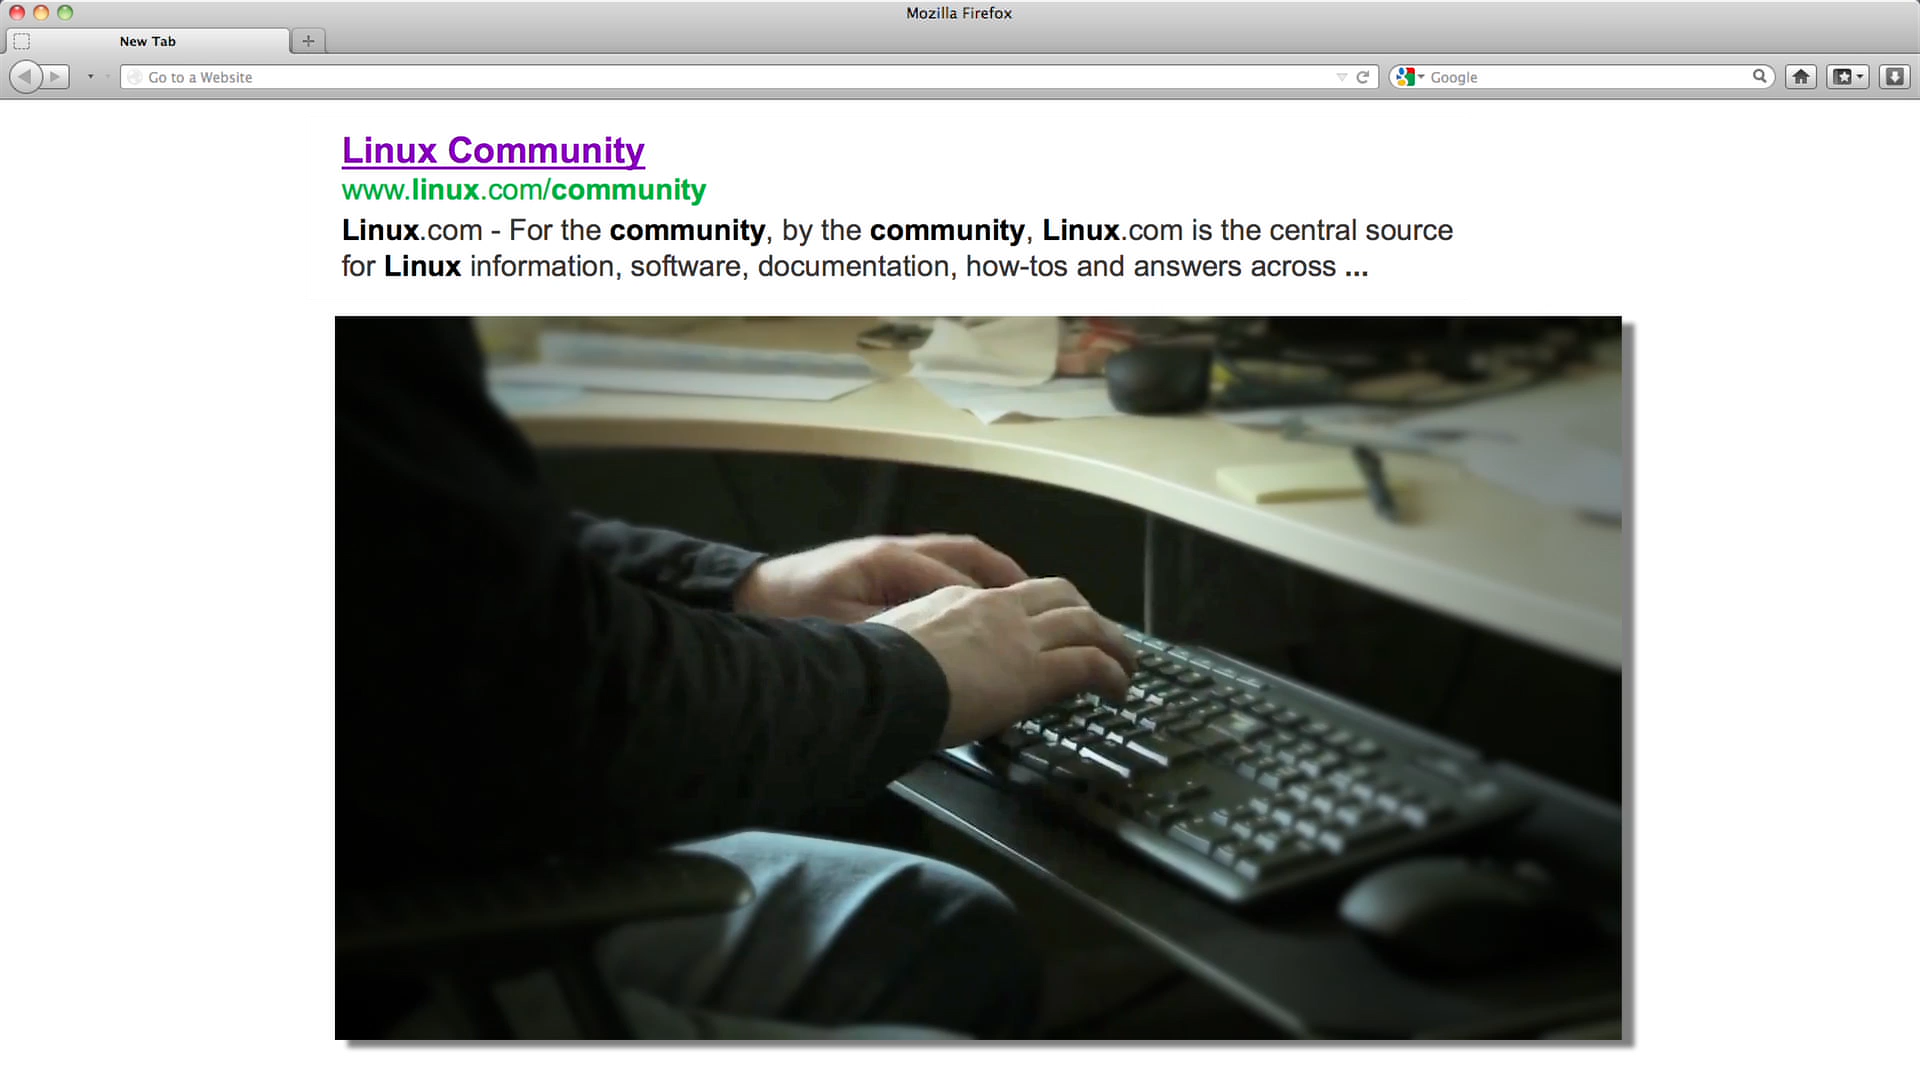 Mozilla Firefox
New Tab
Go to a Website
Google
Linux Community
www.linux.com/community
Linux.com - For the community, by the community, Linux.com is the central source
for Linux information, software, documentation, how-tos and answers across ...